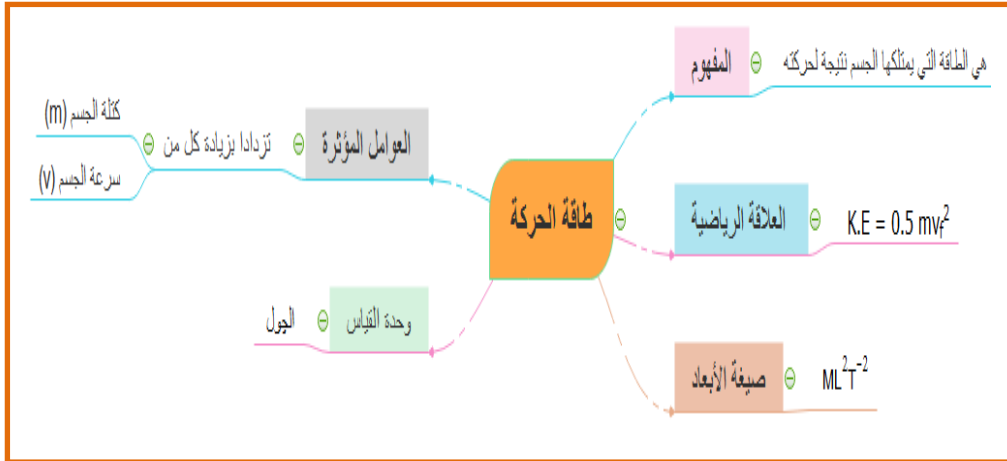 طاقة الحركة
المفهوم
هي الطاقة التي يمتلكها الجسم نتيجة لحركته
العلاقة الرياضية
K.E = 0.5 mv_f²
صيغة الأبعاد
ML²T⁻²
العوامل المؤثرة
تزدادا بزيادة كل من
كتلة الجسم (m)
سرعة الجسم (v)
وحدة القياس
الجول